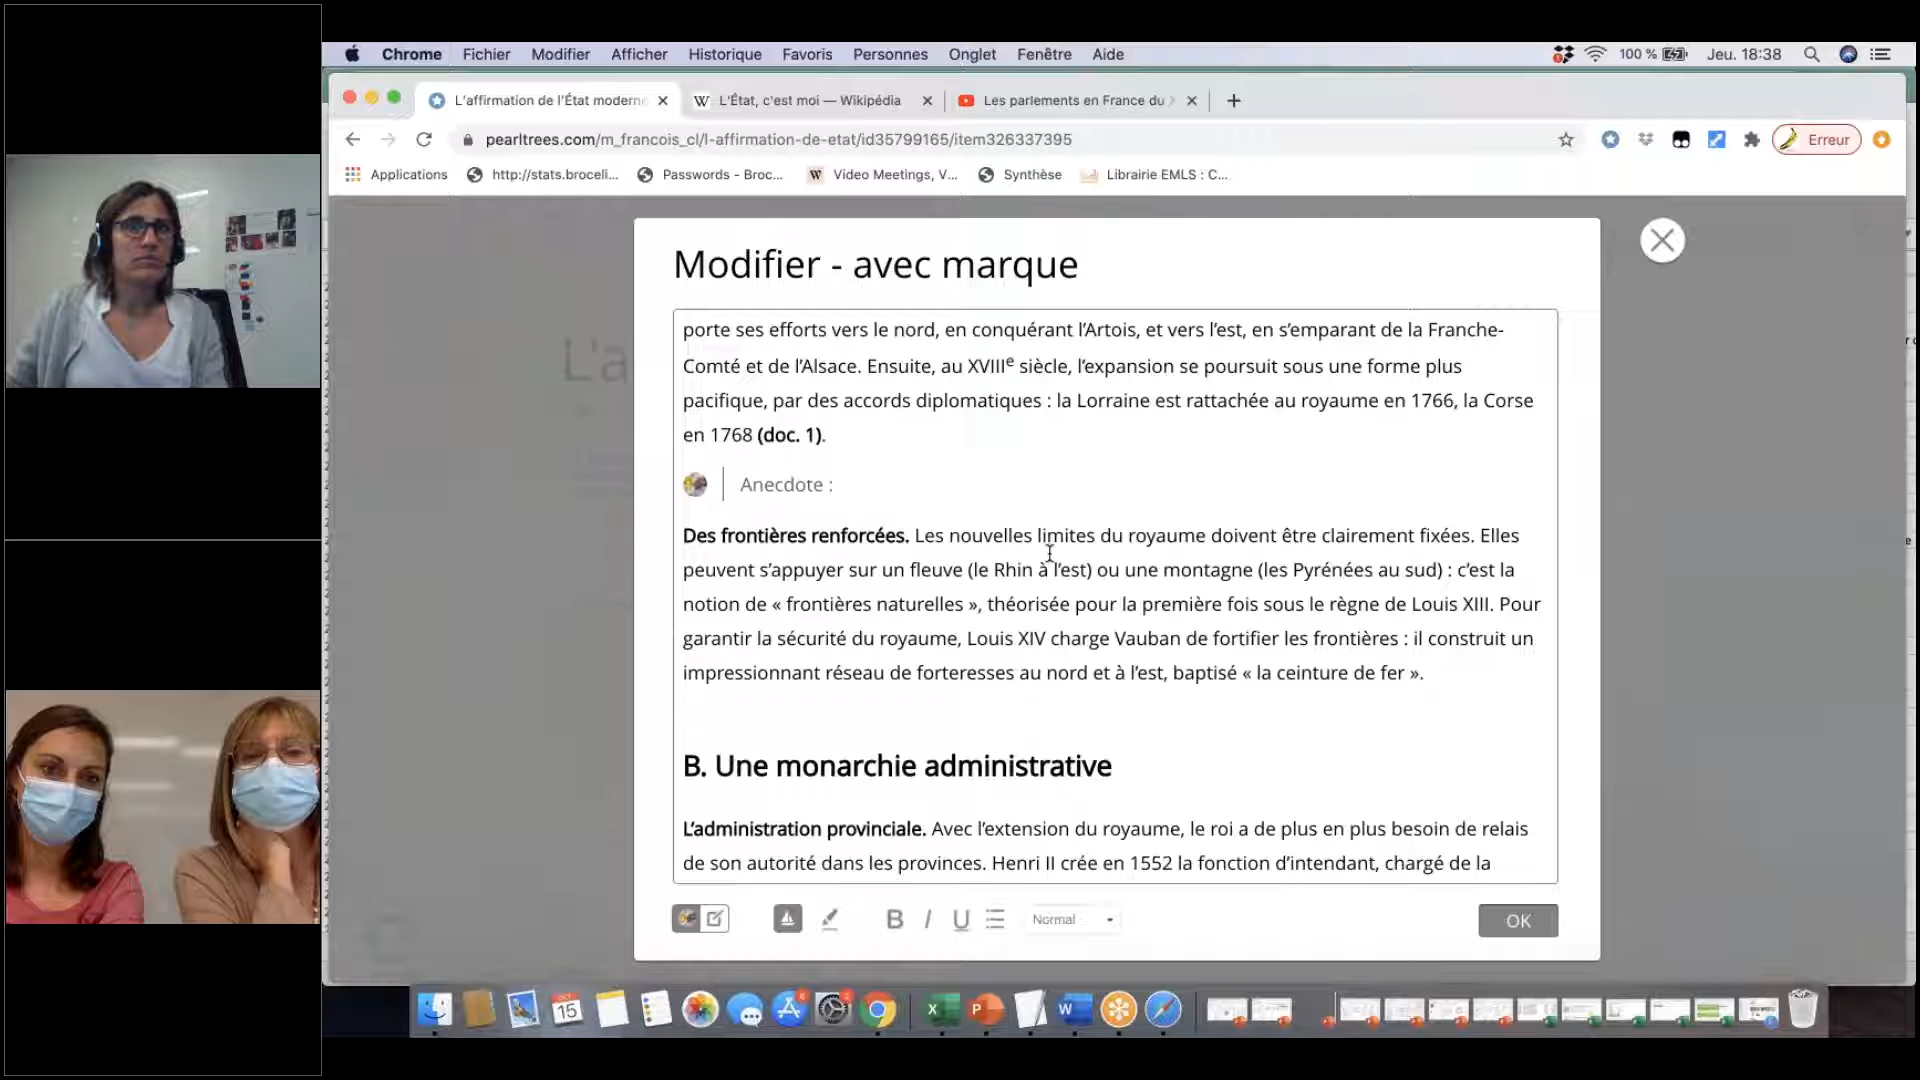 Chrome Fichier Modifier Afficher Historique Favoris Personnes Onglet Fenêtre Aide 100 % Jeu. 18:38
L'affirmation de l'État moderne L'État, c'est moi — Wikipédia Les parlements en France du
pearltrees.com/m_francois_cl/l-affirmation-de-etat/id35799165/item326337395 Erreur
Applications http://stats.broceli... Passwords - Broc... Video Meetings, V... Synthèse Librairie EMLS : C...
Modifier - avec marque
L'a
porte ses efforts vers le nord, en conquérant l’Artois, et vers l’est, en s’emparant de la Franche-
Comté et de l’Alsace. Ensuite, au XVIIIe siècle, l’expansion se poursuit sous une forme plus
pacifique, par des accords diplomatiques : la Lorraine est rattachée au royaume en 1766, la Corse
en 1768 (doc. 1).
Anecdote :
Des frontières renforcées. Les nouvelles limites du royaume doivent être clairement fixées. Elles
peuvent s’appuyer sur un fleuve (le Rhin à l’est) ou une montagne (les Pyrénées au sud) : c’est la
notion de « frontières naturelles », théorisée pour la première fois sous le règne de Louis XIII. Pour
garantir la sécurité du royaume, Louis XIV charge Vauban de fortifier les frontières : il construit un
impressionnant réseau de forteresses au nord et à l’est, baptisé « la ceinture de fer ».
B. Une monarchie administrative
L’administration provinciale. Avec l’extension du royaume, le roi a de plus en plus besoin de relais
de son autorité dans les provinces. Henri II crée en 1552 la fonction d’intendant, chargé de la
B I U Normal OK
15